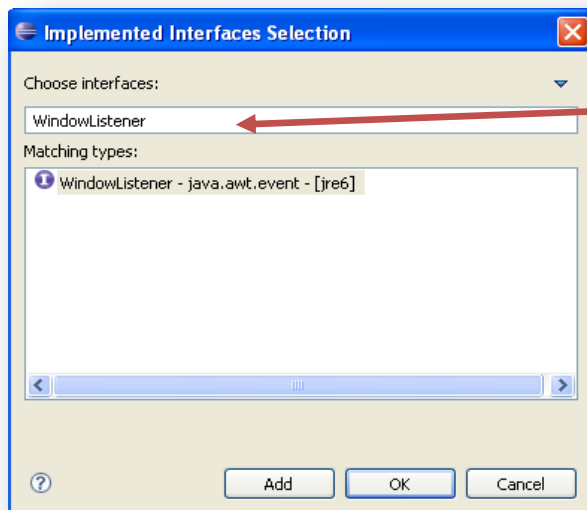 Implemented Interfaces Selection
Choose interfaces:
WindowListener
Matching types:
WindowListener - java.awt.event - [jre6]
Add OK Cancel